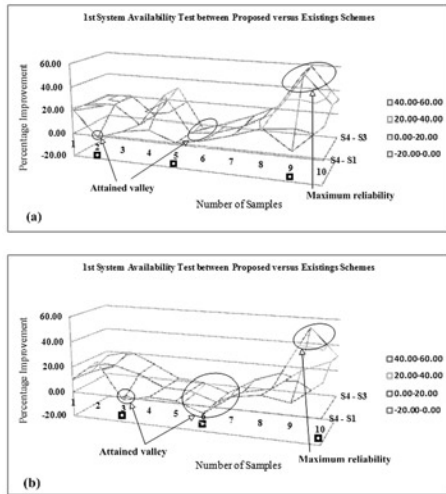 1st System Availability Test between Proposed versus Existings Schemes
Percentage Improvement
60.00
40.00
20.00
0.00
-20.00
1
2
3
4
5
6
7
8
9
10
S4 - S3
S4 - S1
40.00-60.00
20.00-40.00
0.00-20.00
-20.00-0.00
Attained valley
Number of Samples
Maximum reliability
(a)
1st System Availability Test between Proposed versus Existings Schemes
Percentage Improvement
60.00
40.00
20.00
0.00
-20.00
1
2
3
4
5
6
7
8
9
10
S4 - S3
S4 - S1
40.00-60.00
20.00-40.00
0.00-20.00
-20.00-0.00
Attained valley
Number of Samples
Maximum reliability
(b)